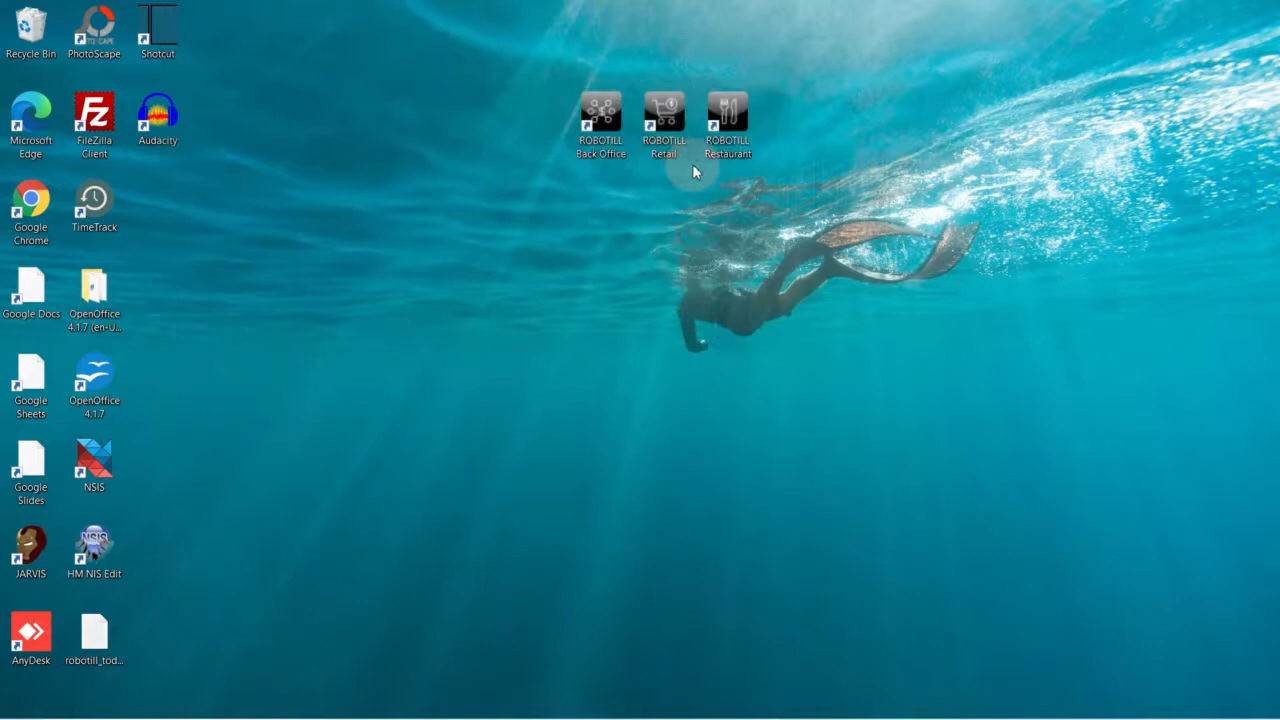 Recycle Bin
PhotoScape
Shotcut
Microsoft
Edge
FileZilla
Client
Audacity
ROBOTILL
Back Office
ROBOTILL
Retail
ROBOTILL
Restaurant
Google
Chrome
TimeTrack
Google Docs
OpenOffice
4.1.7 (en-U...
Google
Sheets
OpenOffice
4.1.7
Google
Slides
NSIS
JARVIS
NSIS
HM NIS Edit
AnyDesk
robotill_tod...